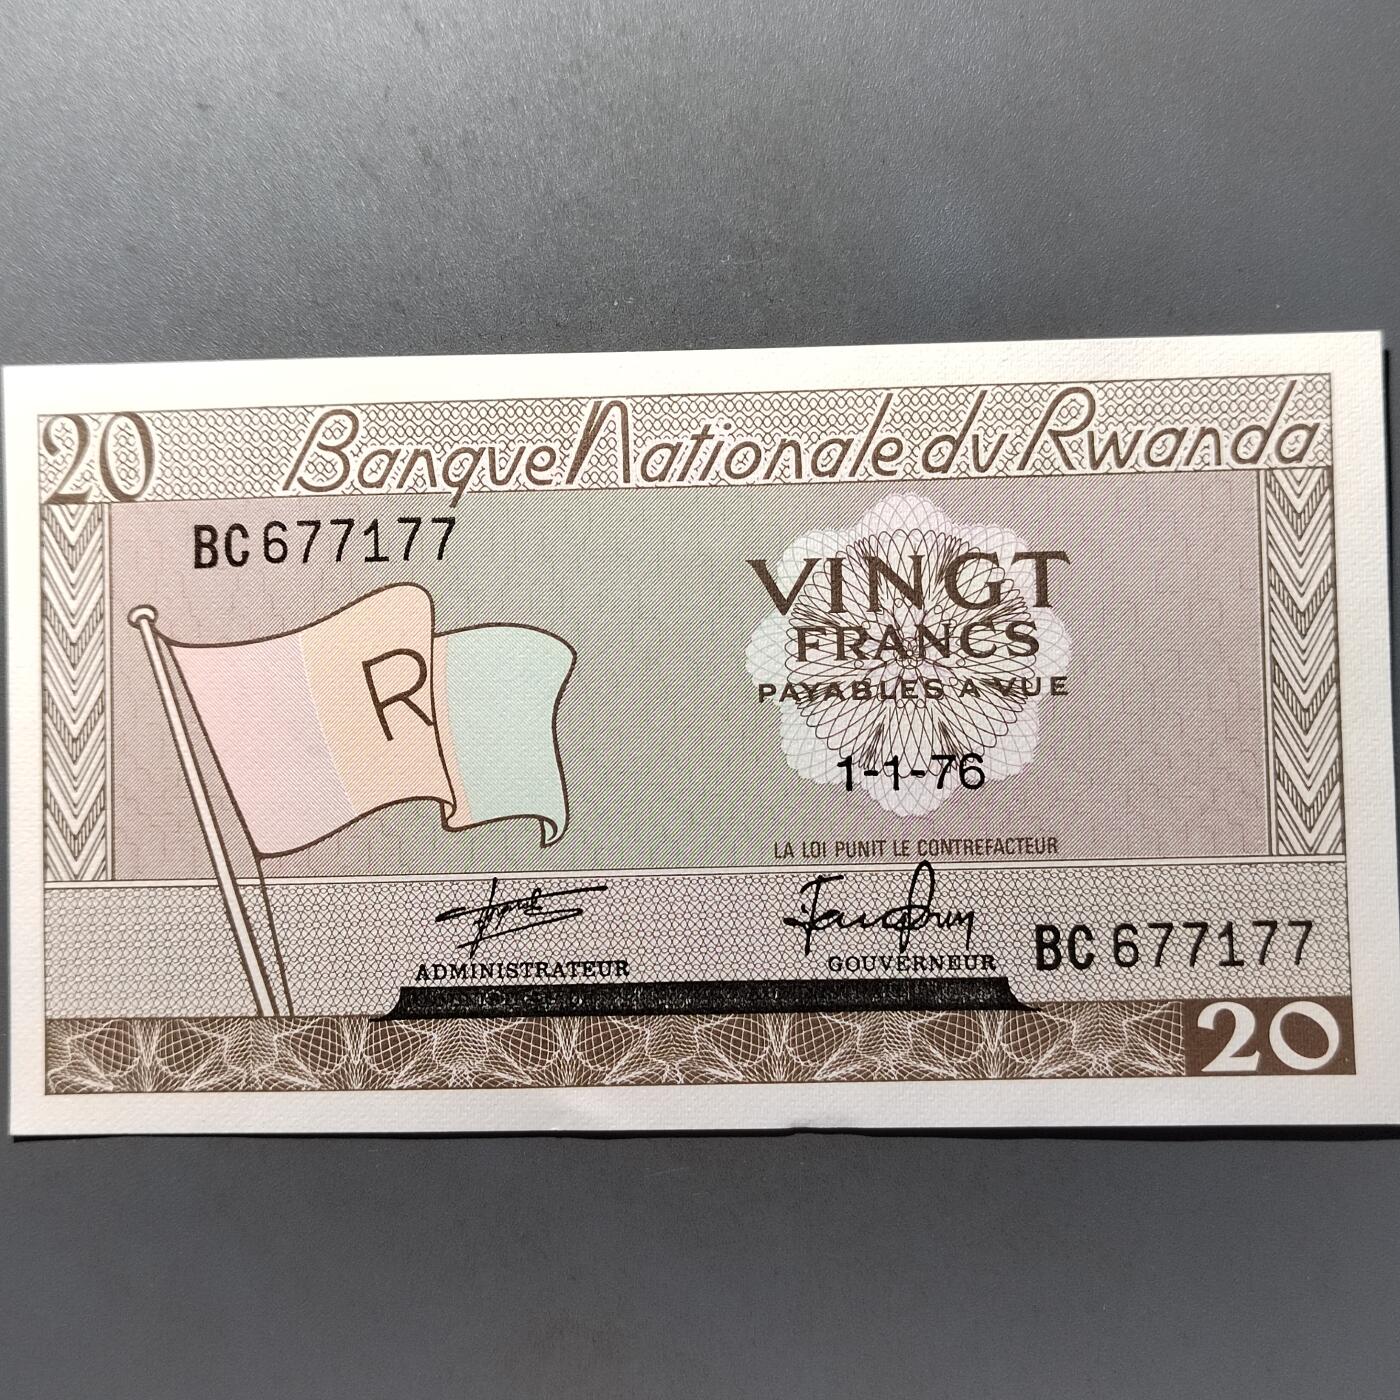 20
Banque Nationale du Rwanda
BC 677177
VINGT
FRANCS
PAYABLES A VUE
R
1-1-76
LA LOI PUNIT LE CONTREFACTEUR
ADMINISTRATEUR
GOUVERNEUR
BC 677177
20